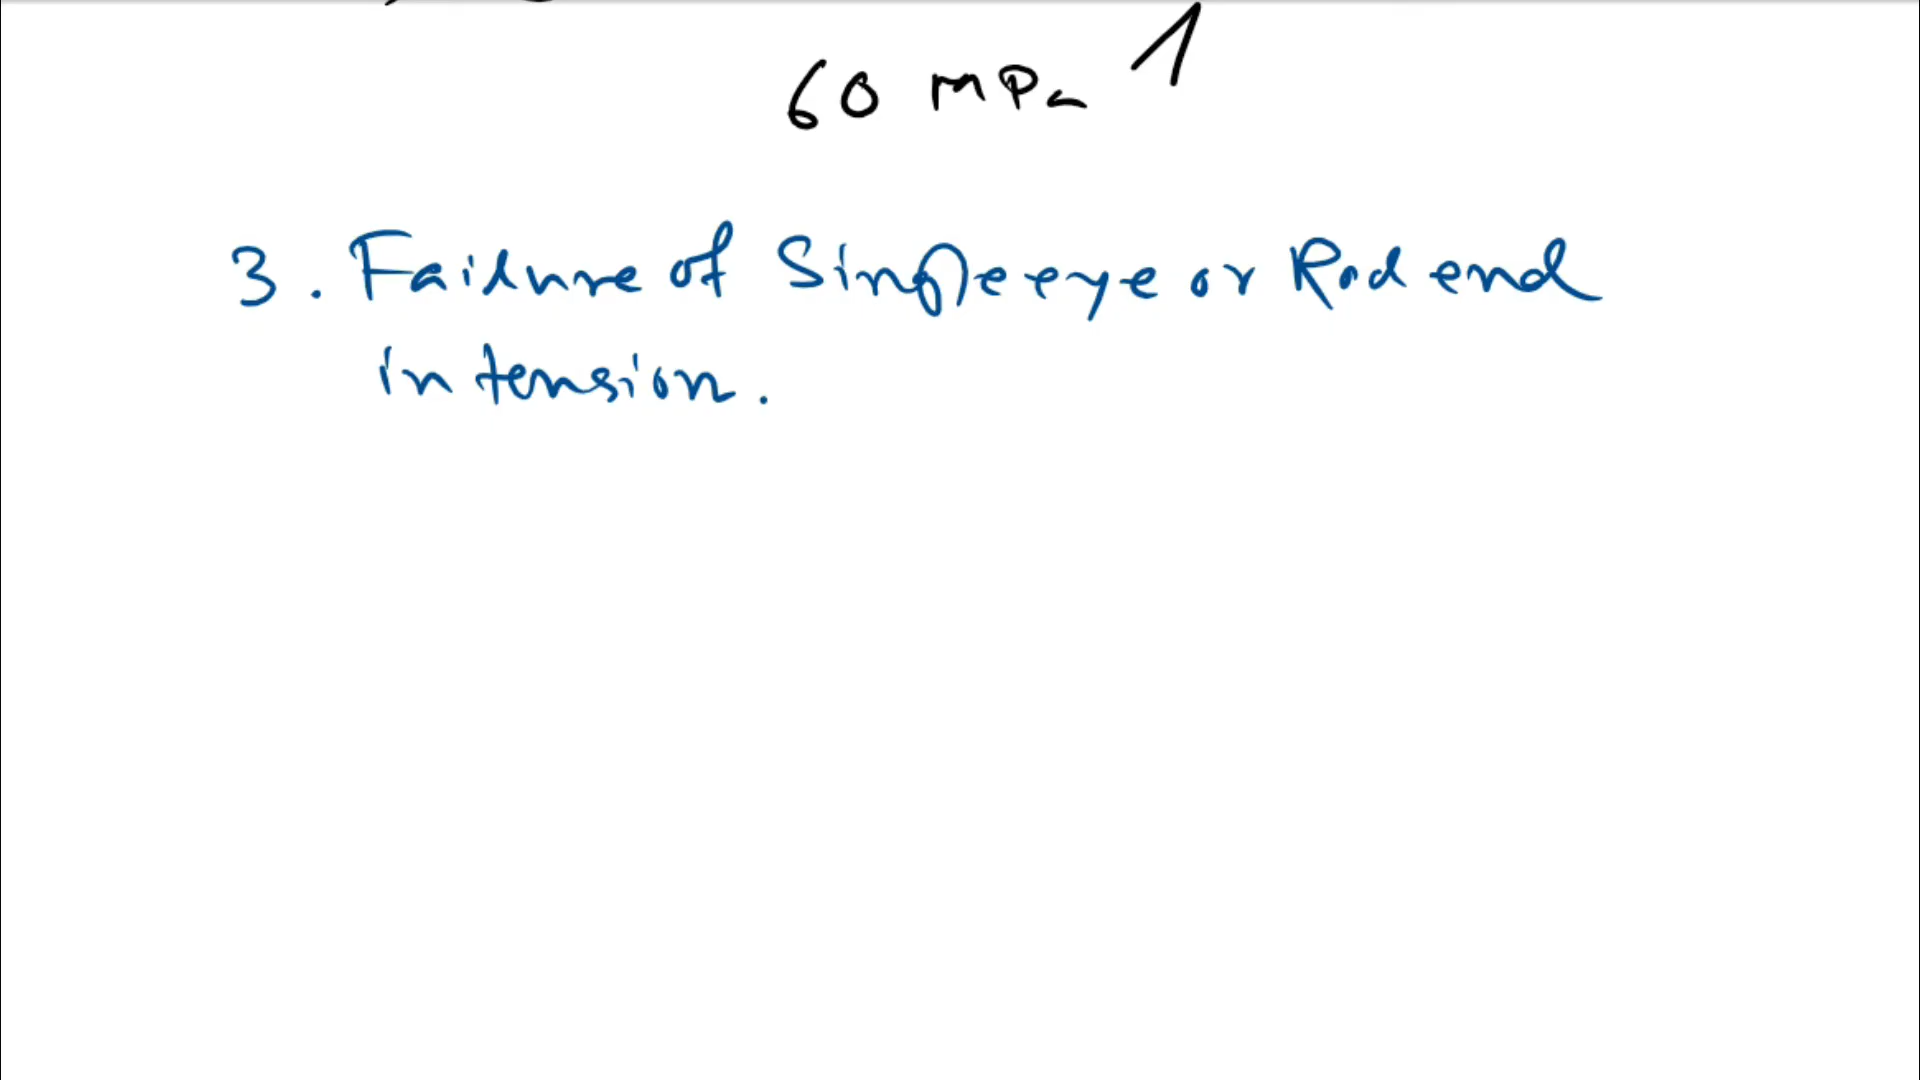 60 MPa
3. Failure of Single eye or Rod end
in tension.